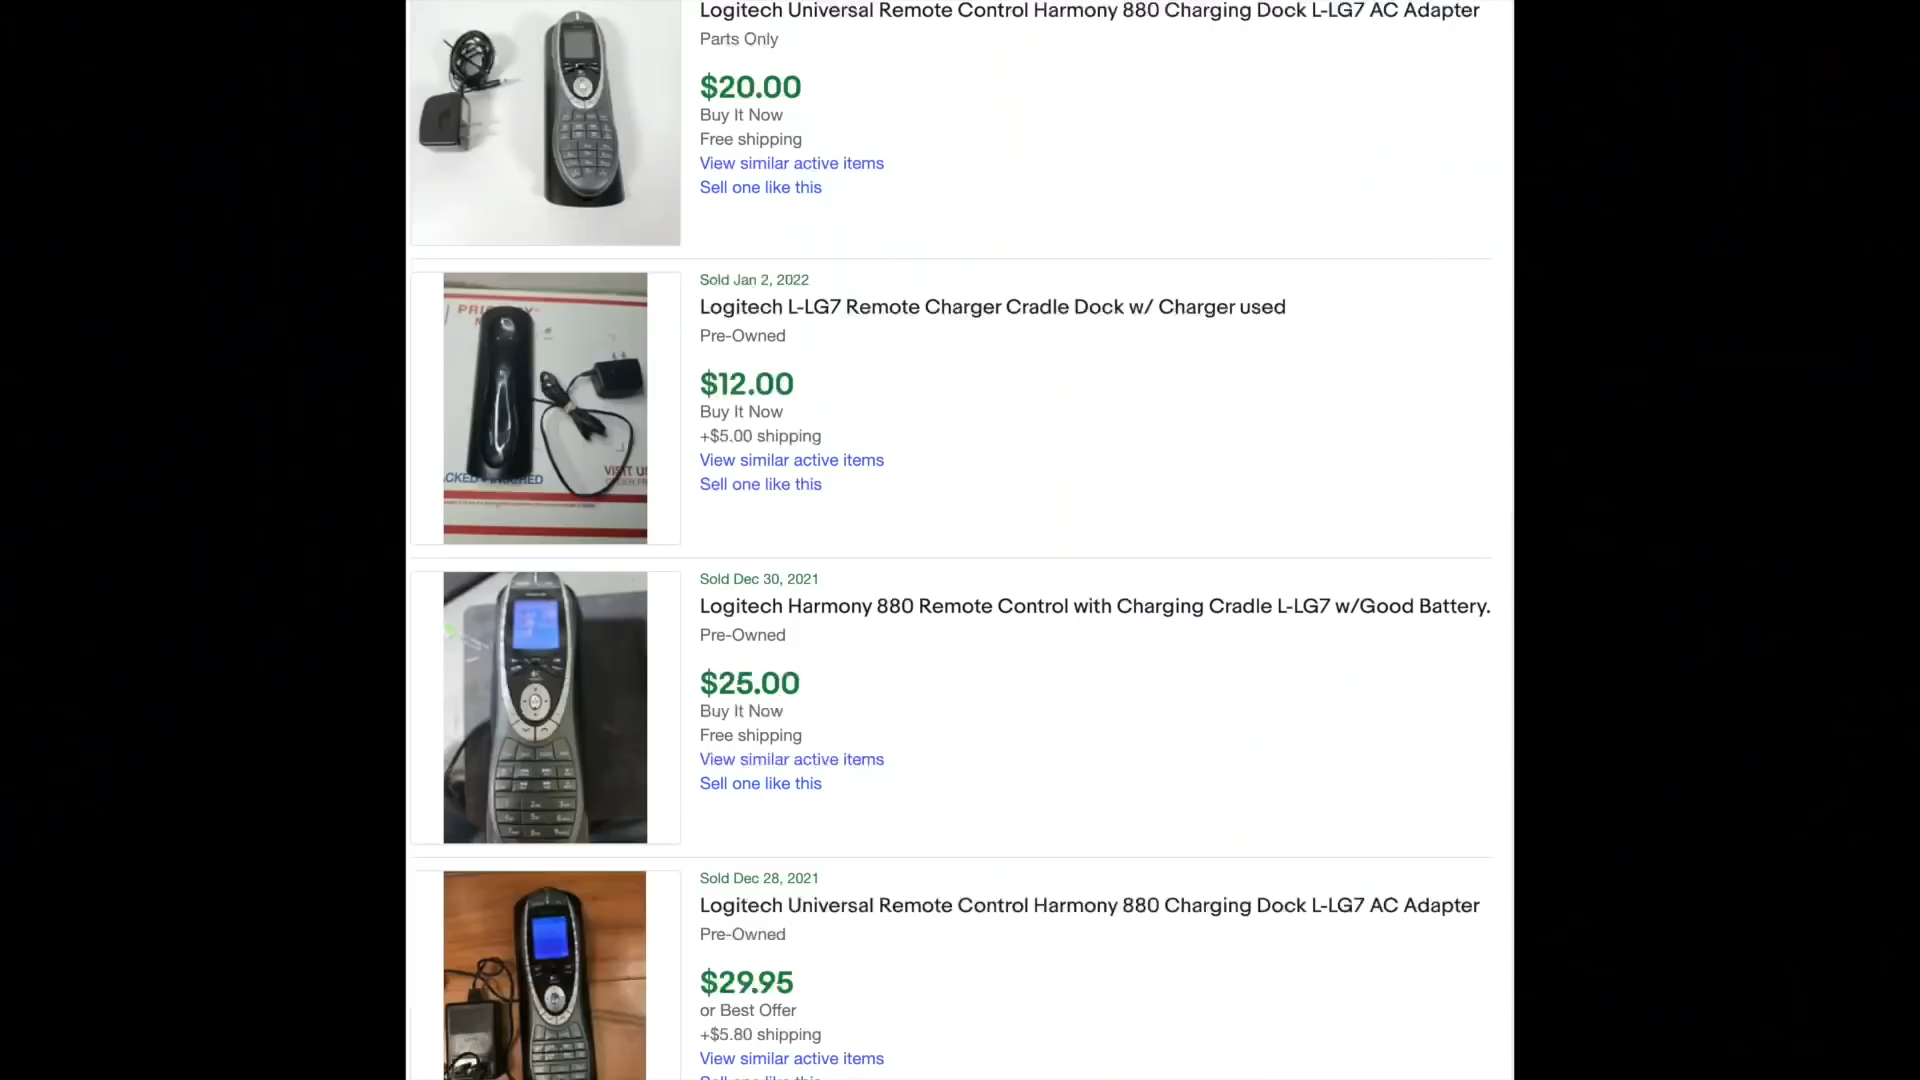 Logitech Universal Remote Control Harmony 880 Charging Dock L-LG7 AC Adapter
Parts Only
$20.00
Buy It Now
Free shipping
View similar active items
Sell one like this
Sold Jan 2, 2022
Logitech L-LG7 Remote Charger Cradle Dock w/ Charger used
Pre-Owned
$12.00
Buy It Now
+$5.00 shipping
View similar active items
Sell one like this
Sold Dec 30, 2021
Logitech Harmony 880 Remote Control with Charging Cradle L-LG7 w/Good Battery.
Pre-Owned
$25.00
Buy It Now
Free shipping
View similar active items
Sell one like this
Sold Dec 28, 2021
Logitech Universal Remote Control Harmony 880 Charging Dock L-LG7 AC Adapter
Pre-Owned
$29.95
or Best Offer
+$5.80 shipping
View similar active items
Sell one like this